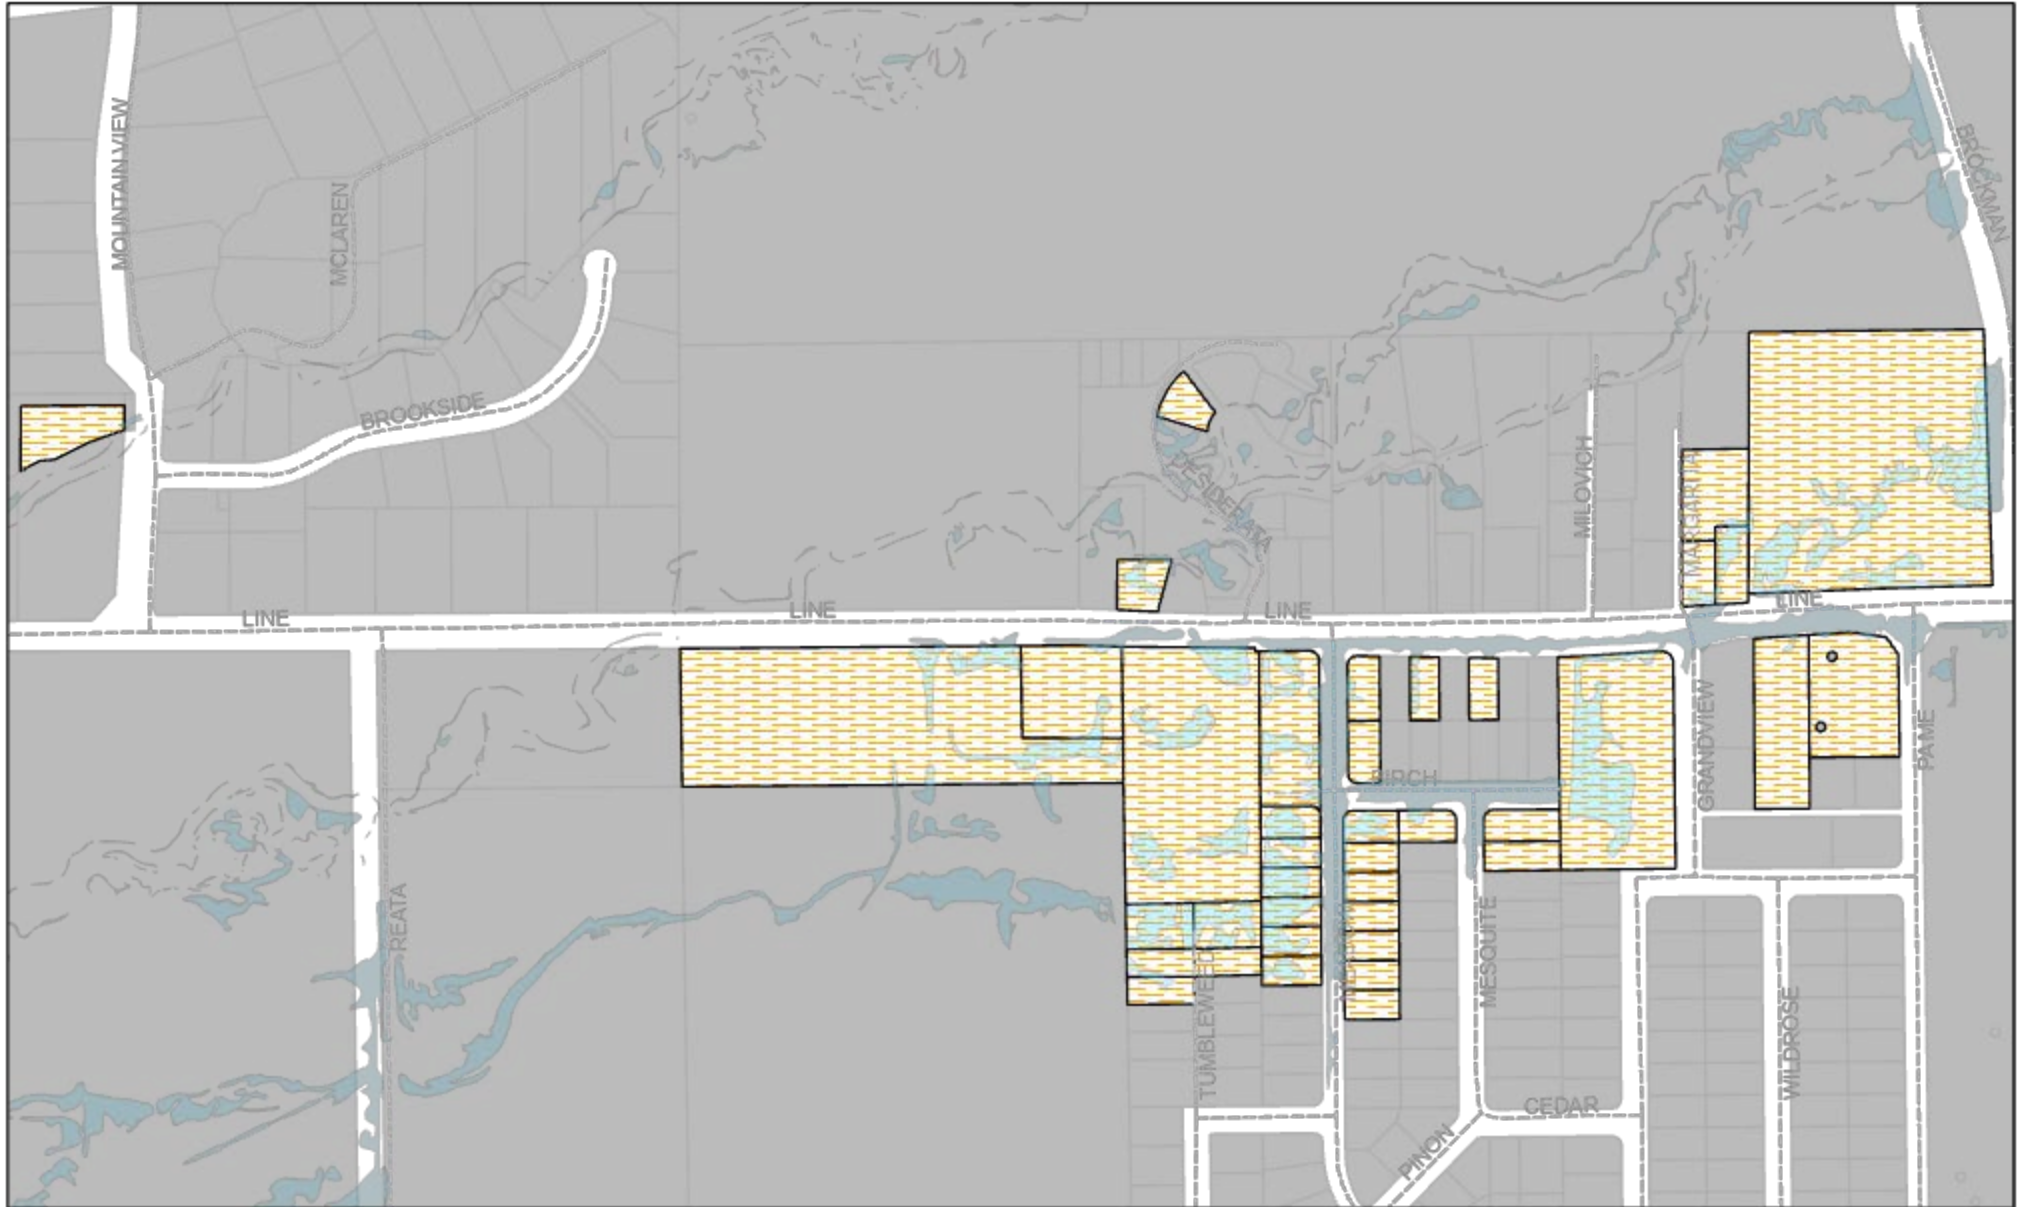 MOUNTAIN VIEW
BROCKMAN
MCLAREN
BROOKSIDE
DESIDERATA
MILOVICH
LINE
LINE
LINE
LINE
BIRCH
GRANDVIEW
PAME
REATA
MESQUITE
TUMBLEWEED
WILDROSE
CEDAR
PINON